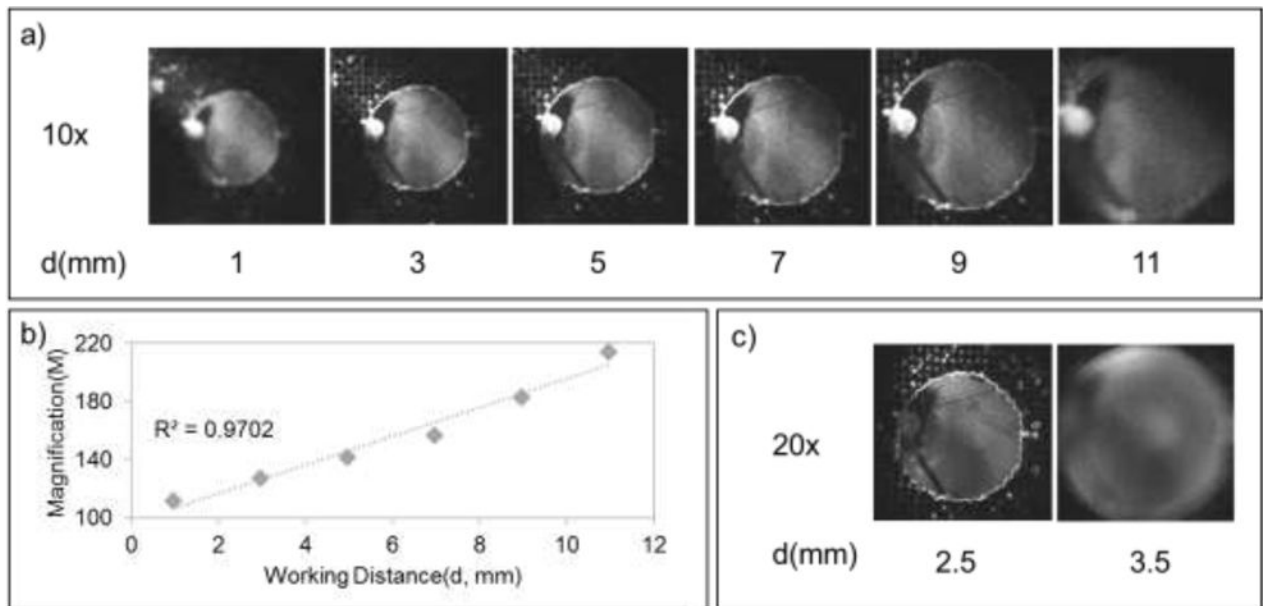 a)
10x
d(mm) 1 3 5 7 9 11
b)
Magnification(M)
220
180
140
100
R² = 0.9702
0 2 4 6 8 10 12
Working Distance(d, mm)
c)
20x
d(mm) 2.5 3.5